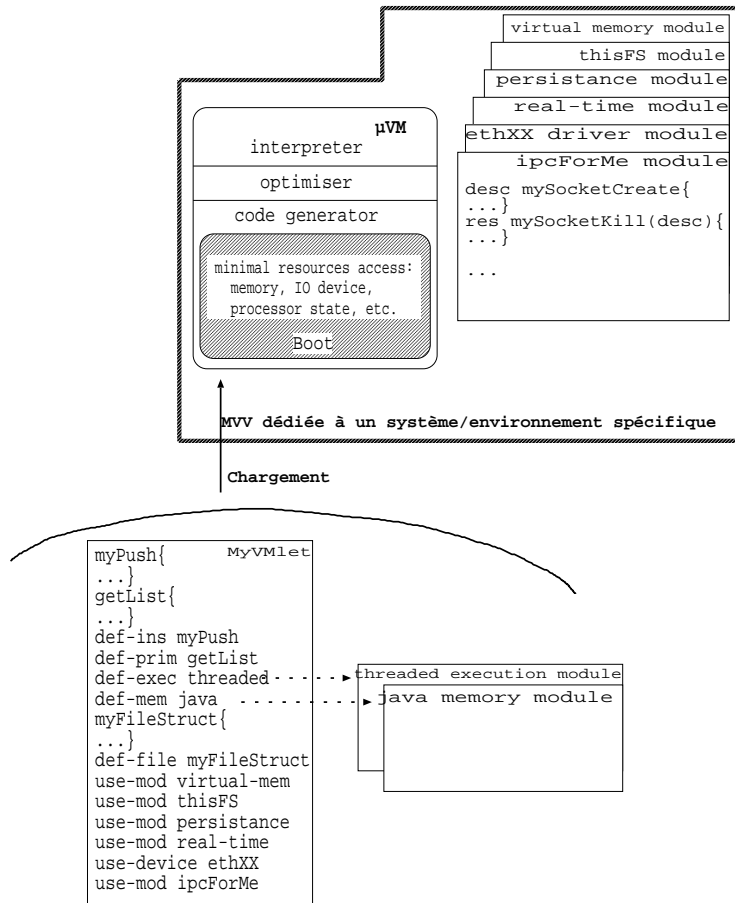 virtual memory module
thisFS module
persistance module
real-time module
ethXX driver module
ipcForMe module
desc mySocketCreate{
...}
res mySocketKill(desc){
...}
...
µVM
interpreter
optimiser
code generator
minimal resources access:
memory, IO device,
processor state, etc.
Boot
MVV dédiée à un système/environnement spécifique
Chargement
MyVMlet
myPush{
...}
getList{
...}
def-ins myPush
def-prim getList
def-exec threaded
def-mem java
myFileStruct{
...}
def-file myFileStruct
use-mod virtual-mem
use-mod thisFS
use-mod persistance
use-mod real-time
use-device ethXX
use-mod ipcForMe
threaded execution module
java memory module